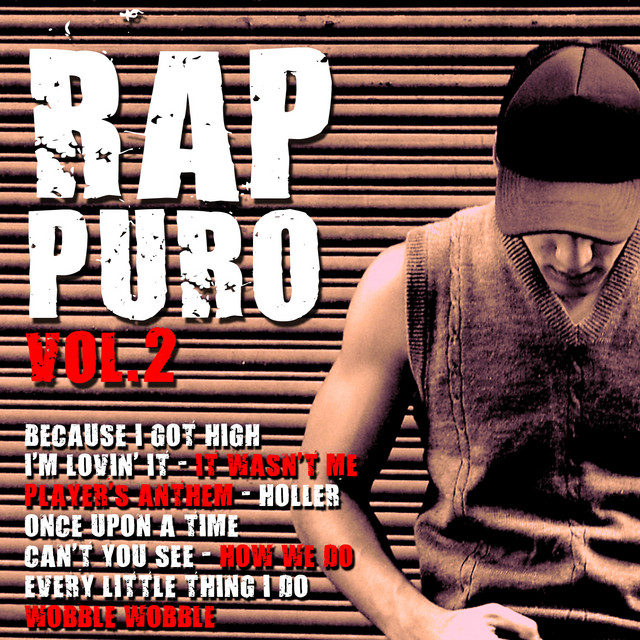 RAP
PURO
VOL.2
BECAUSE I GOT HIGH
I'M LOVIN' IT - IT WASN'T ME
PLAYER'S ANTHEM - HOLLER
ONCE UPON A TIME
CAN'T YOU SEE - HOW WE DO
EVERY LITTLE THING I DO
WOBBLE WOBBLE